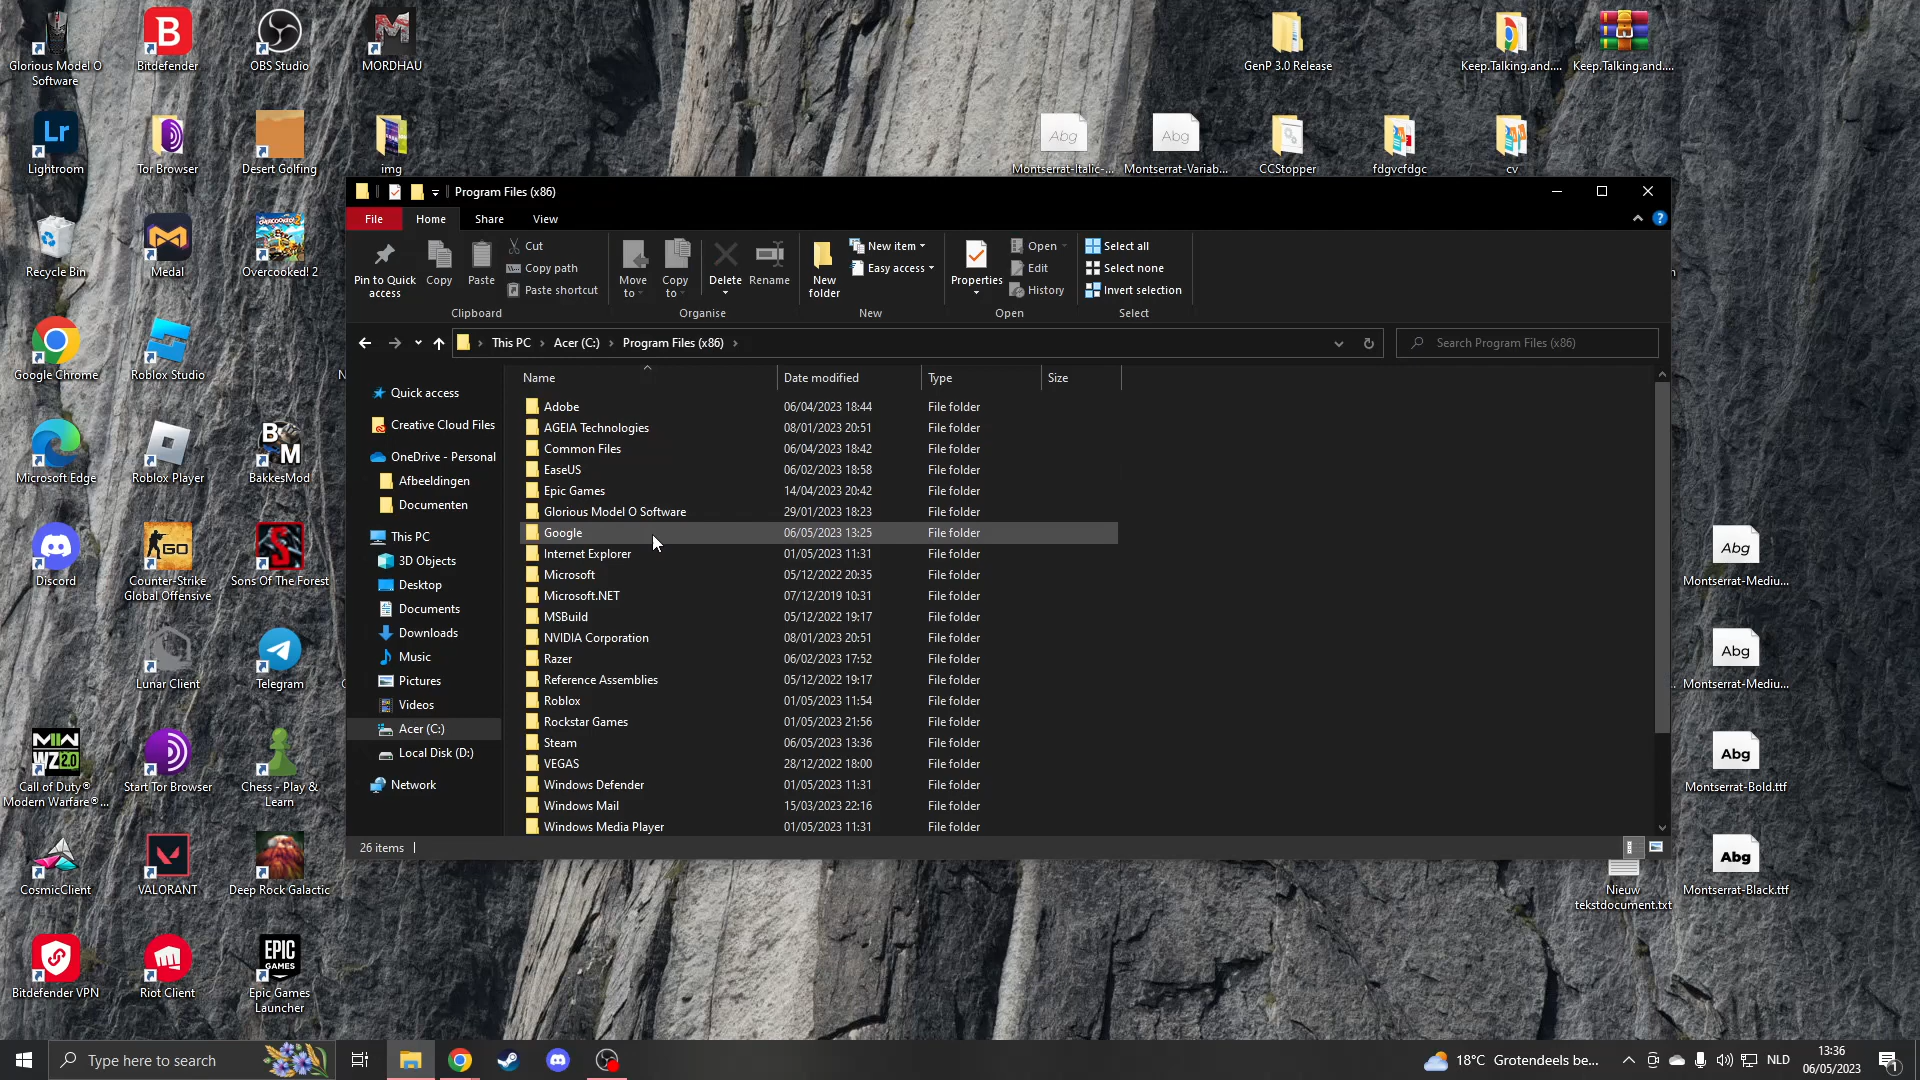 Glorious Model O
Software
Bitdefender
OBS Studio
MORDHAU
GenP 3.0 Release
Keep.Talking.and....
Keep.Talking.and....
Lightroom
Tor Browser
Desert Golfing
img
Montserrat-Italic-...
Montserrat-Variab...
CCStopper
fdgvcfdgc
cv
Recycle Bin
Medal
Overcooked! 2
Google Chrome
Roblox Studio
Microsoft Edge
Roblox Player
BakkesMod
Discord
Counter-Strike
Global Offensive
Sons Of The Forest
Lunar Client
Telegram
Call of Duty®
Modern Warfare®...
Start Tor Browser
Chess - Play &
Learn
CosmicClient
VALORANT
Deep Rock Galactic
Bitdefender VPN
Riot Client
Epic Games
Launcher
Program Files (x86)
File
Home
Share
View
Pin to Quick
access
Copy
Paste
Cut
Copy path
Paste shortcut
Clipboard
Move
to
Copy
to
Delete
Rename
Organise
New
folder
New item
Easy access
New
Properties
Open
Edit
History
Open
Select all
Select none
Invert selection
Select
This PC > Acer (C:) > Program Files (x86) >
Search Program Files (x86)
Quick access
Creative Cloud Files
OneDrive - Personal
Afbeeldingen
Documenten
This PC
3D Objects
Desktop
Documents
Downloads
Music
Pictures
Videos
Acer (C:)
Local Disk (D:)
Network
Name Date modified Type Size
Adobe 06/04/2023 18:44 File folder
AGEIA Technologies 08/01/2023 20:51 File folder
Common Files 06/04/2023 18:42 File folder
EaseUS 06/02/2023 18:58 File folder
Epic Games 14/04/2023 20:42 File folder
Glorious Model O Software 29/01/2023 18:23 File folder
Google 06/05/2023 13:25 File folder
Internet Explorer 01/05/2023 11:31 File folder
Microsoft 05/12/2022 20:35 File folder
Microsoft.NET 07/12/2019 10:31 File folder
MSBuild 05/12/2022 19:17 File folder
NVIDIA Corporation 08/01/2023 20:51 File folder
Razer 06/02/2023 17:52 File folder
Reference Assemblies 05/12/2022 19:17 File folder
Roblox 01/05/2023 11:54 File folder
Rockstar Games 01/05/2023 21:56 File folder
Steam 06/05/2023 13:36 File folder
VEGAS 28/12/2022 18:00 File folder
Windows Defender 01/05/2023 11:31 File folder
Windows Mail 15/03/2023 22:16 File folder
Windows Media Player 01/05/2023 11:31 File folder
26 items
Abg
Montserrat-Mediu...
Abg
Montserrat-Mediu...
Abg
Montserrat-Bold.ttf
Abg
Montserrat-Black.ttf
Nieuw
tekstdocument.txt
Type here to search
18°C Grotendeels be...
NLD
13:36
06/05/2023